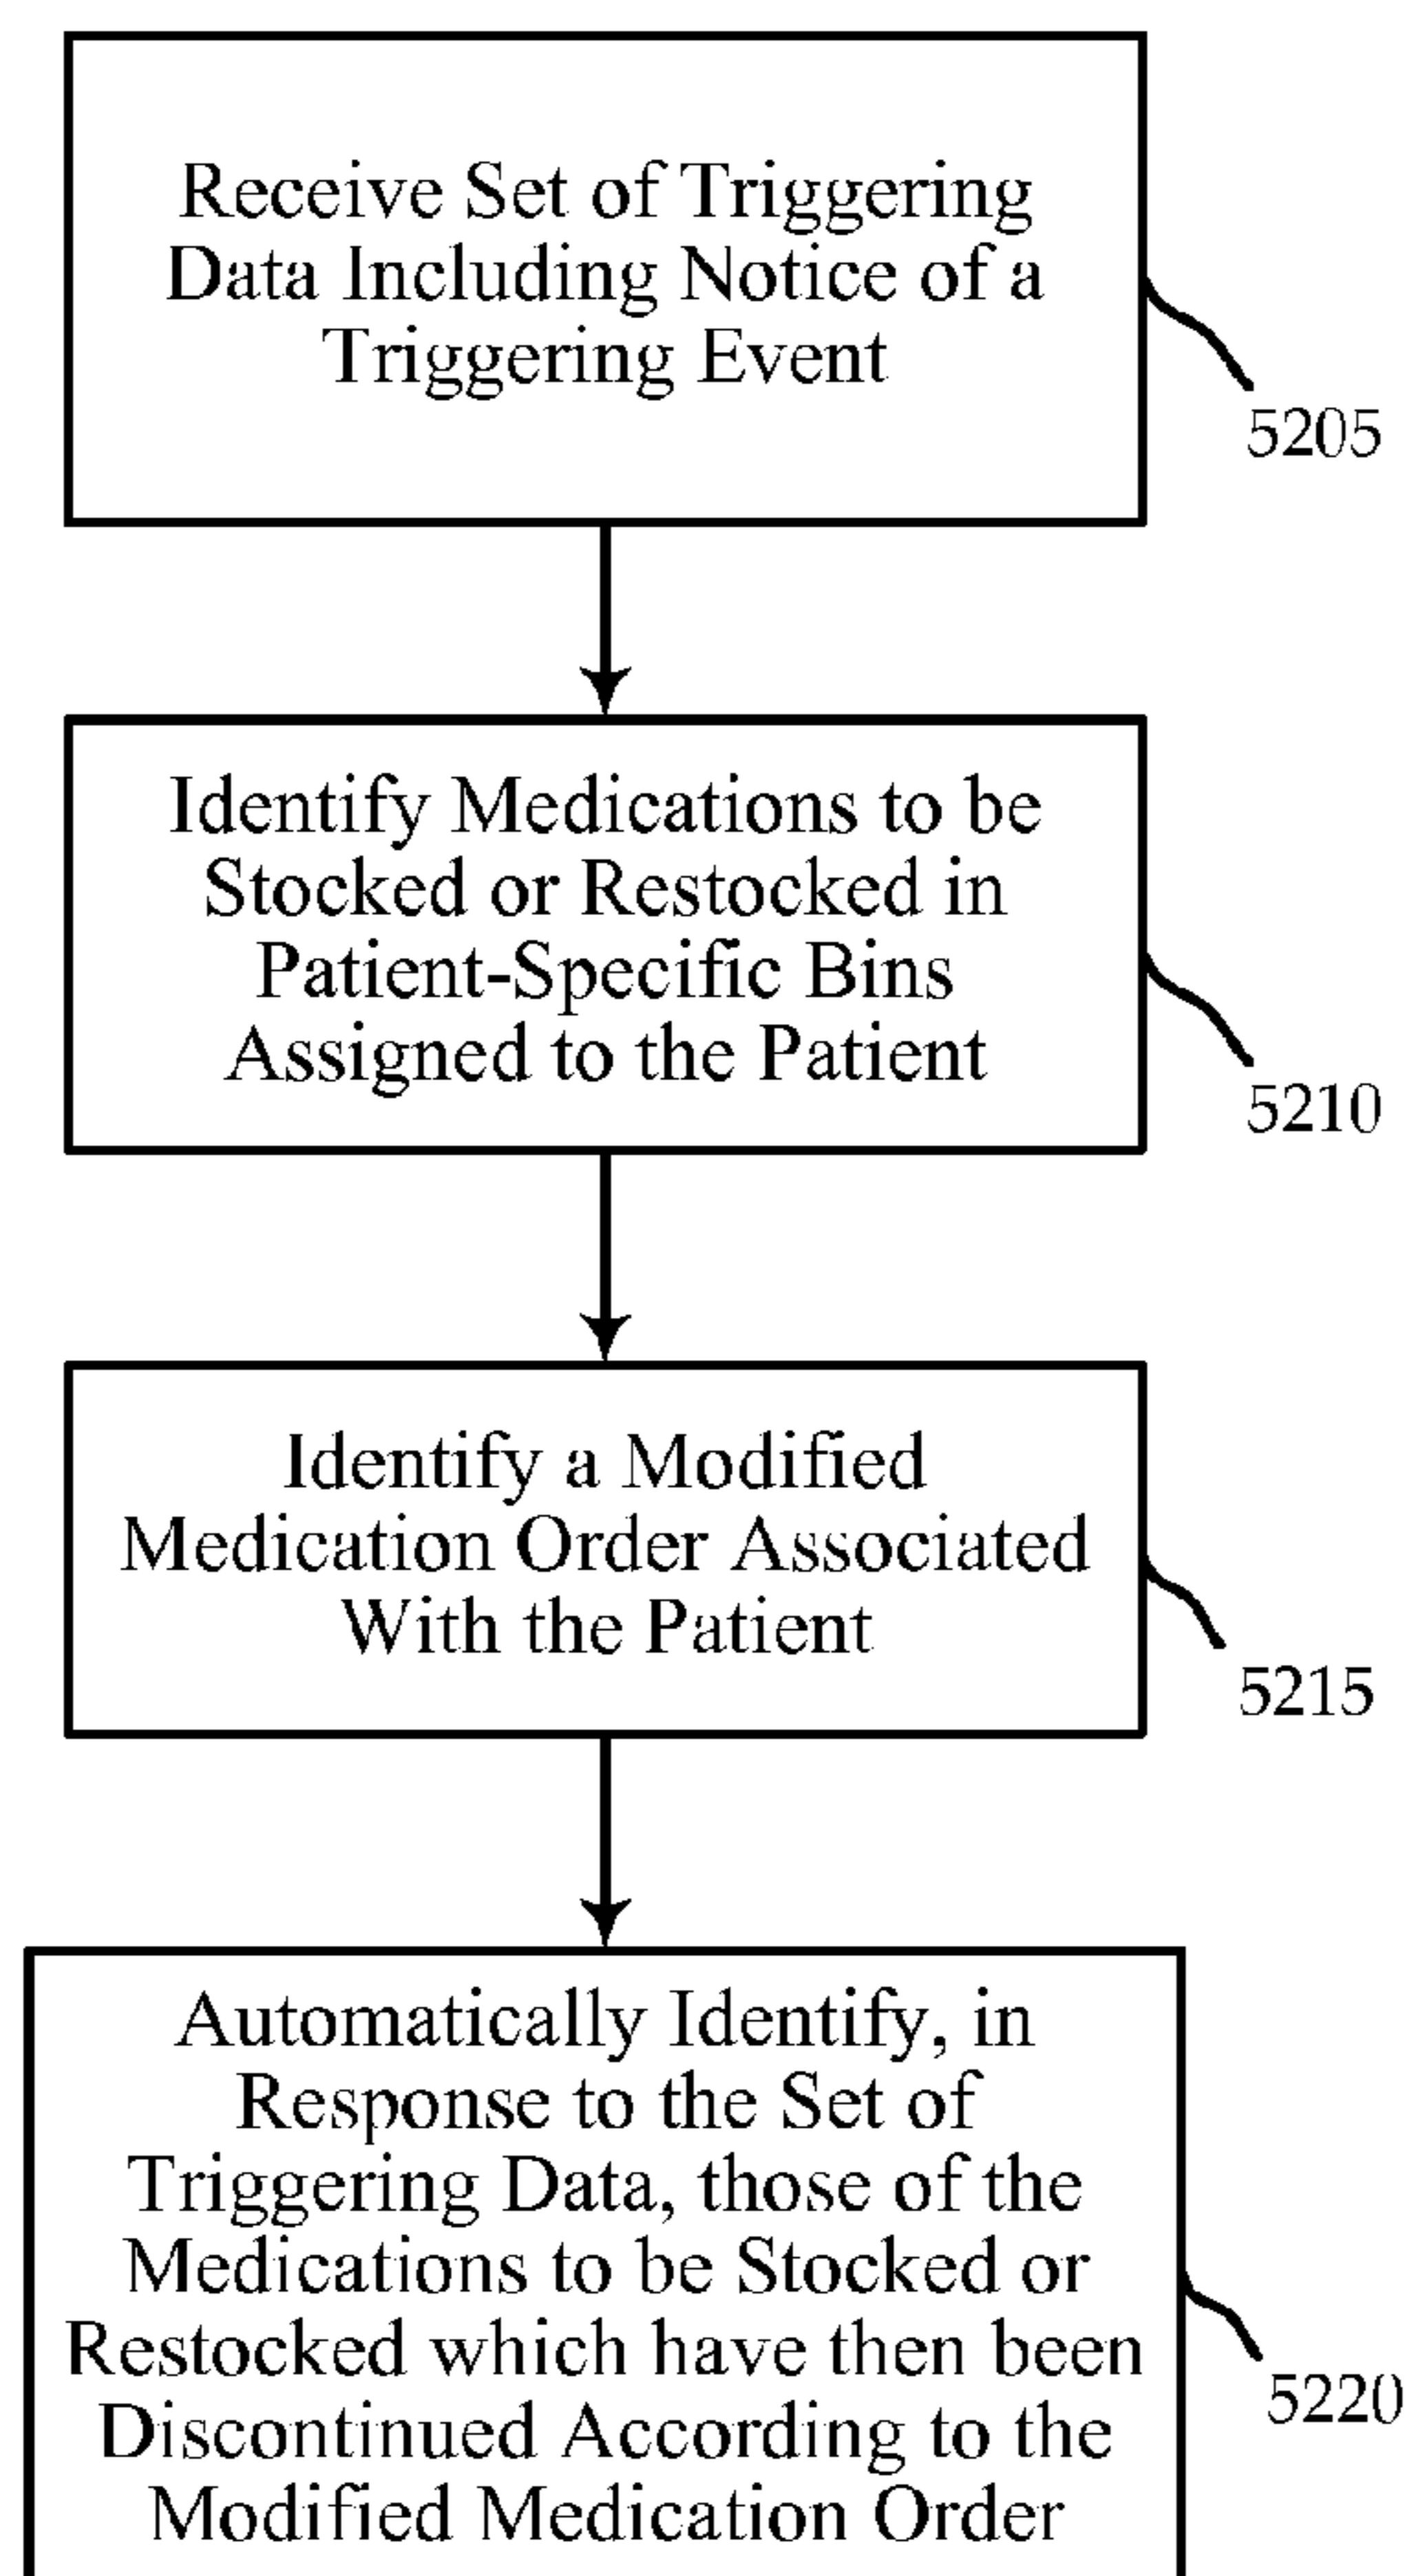 Receive Set of Triggering
Data Including Notice of a
Triggering Event
5205
Identify Medications to be
Stocked or Restocked in
Patient-Specific Bins
Assigned to the Patient
5210
Identify a Modified
Medication Order Associated
With the Patient
5215
Automatically Identify, in
Response to the Set of
Triggering Data, those of the
Medications to be Stocked or
Restocked which have then been
Discontinued According to the
Modified Medication Order
5220